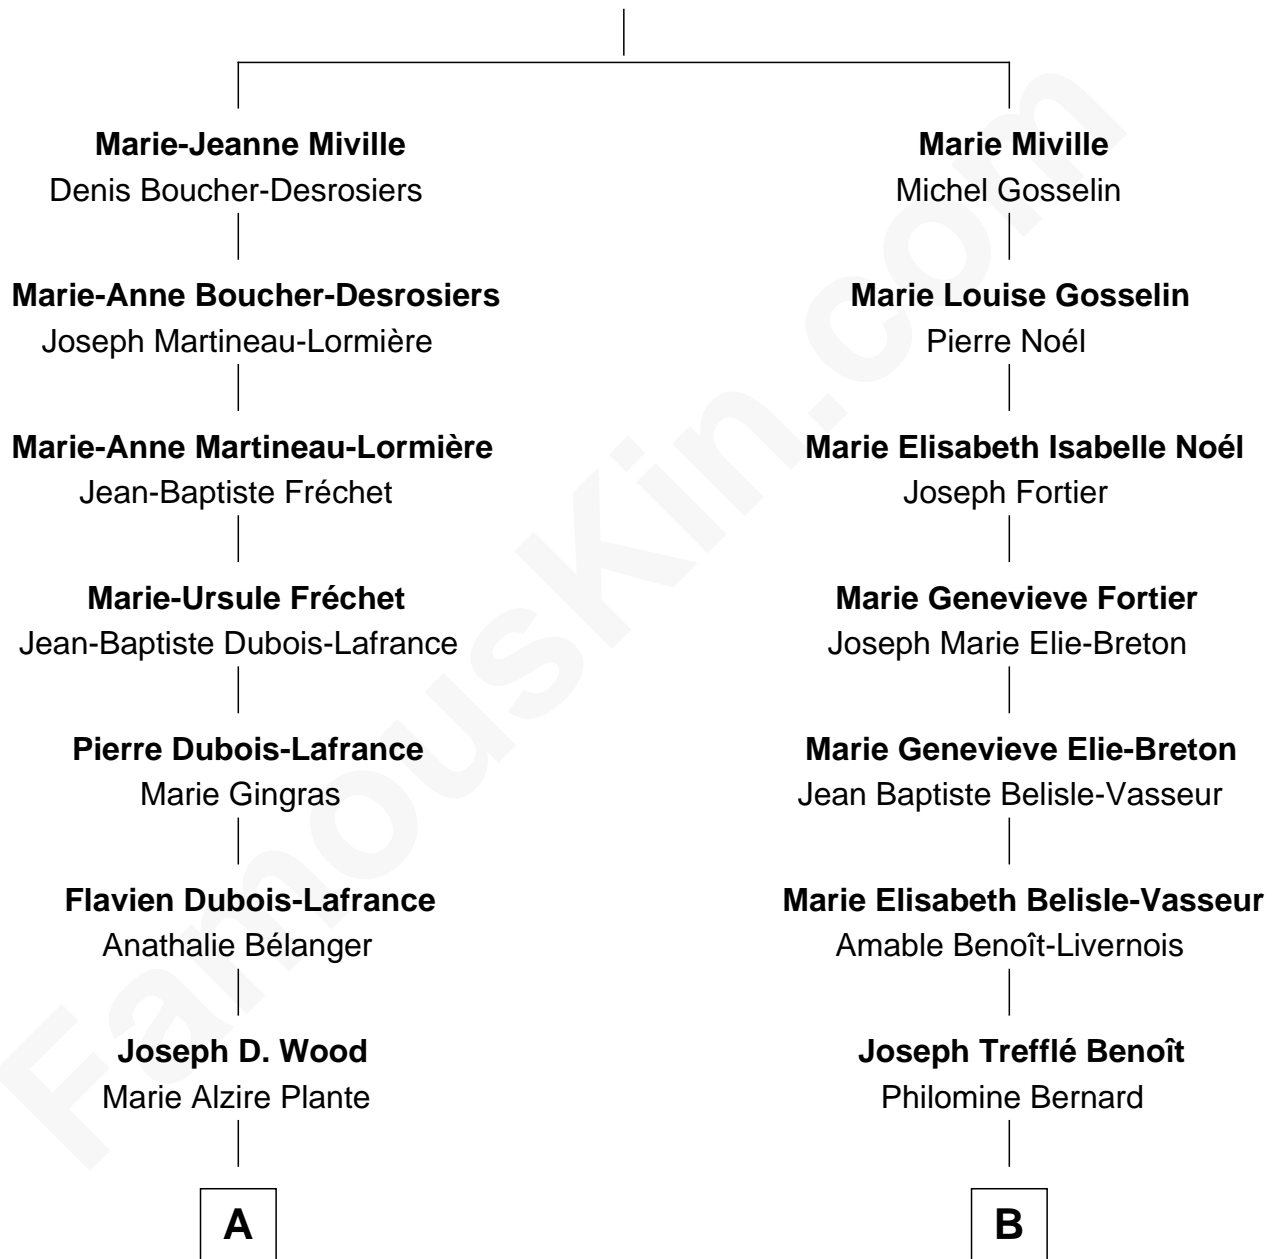 Marie-Jeanne Miville
Denis Boucher-Desrosiers
Marie-Anne Boucher-Desrosiers
Joseph Martineau-Lormière
Marie-Anne Martineau-Lormière
Jean-Baptiste Fréchet
Marie-Ursule Fréchet
Jean-Baptiste Dubois-Lafrance
Pierre Dubois-Lafrance
Marie Gingras
Flavien Dubois-Lafrance
Anathalie Bélanger
Joseph D. Wood
Marie Alzire Plante
A
Marie Miville
Michel Gosselin
Marie Louise Gosselin
Pierre Noél
Marie Elisabeth Isabelle Noél
Joseph Fortier
Marie Genevieve Fortier
Joseph Marie Elie-Breton
Marie Genevieve Elie-Breton
Jean Baptiste Belisle-Vasseur
Marie Elisabeth Belisle-Vasseur
Amable Benoît-Livernois
Joseph Trefflé Benoît
Philomine Bernard
B
FamousKin.com